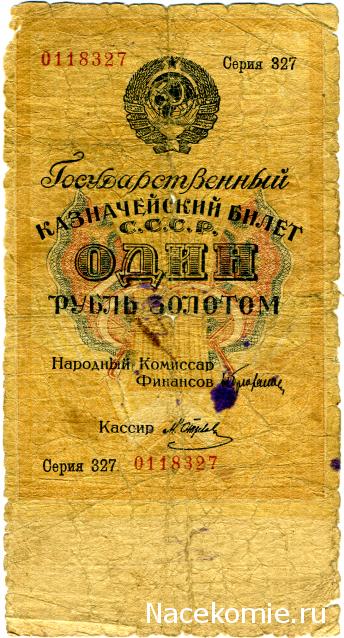 0118327 Серия 327
Государственный
КАЗНАЧЕЙСКИЙ БИЛЕТ
С.С.С.Р.
ОДИН
РУБЛЬ ЗОЛОТОМ
Народный Комиссар
Финансов
Кассир
Серия 327 0118327
Nacekomie.ru